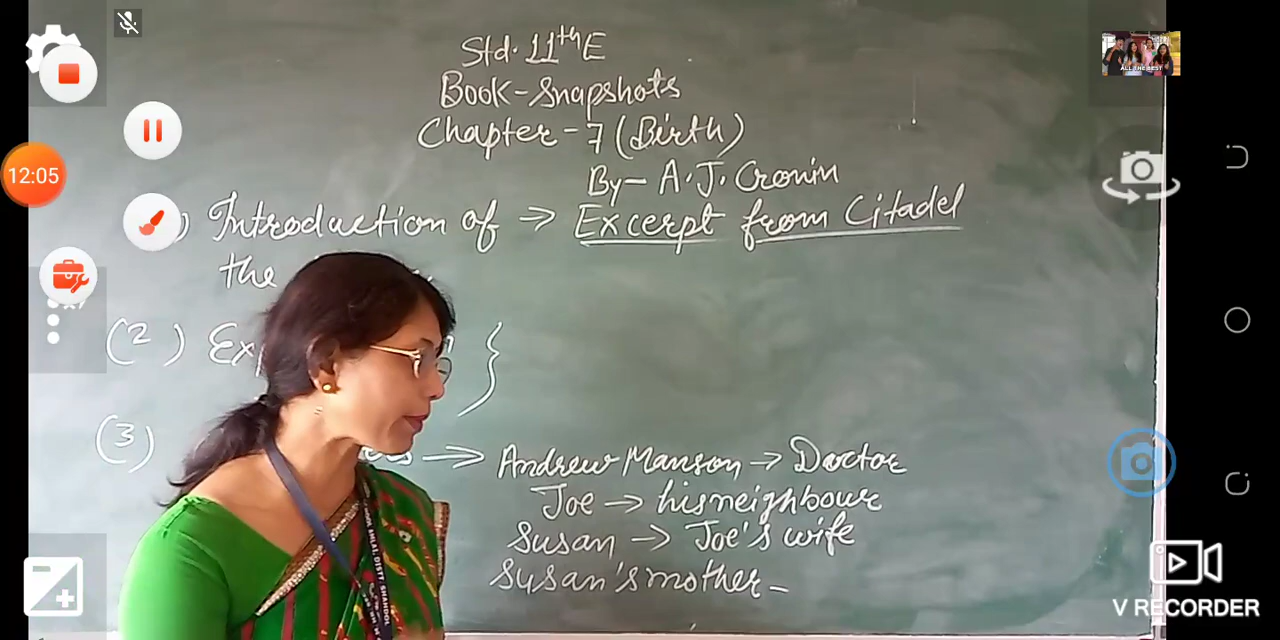 Std. 11th E
Book - Snapshots
Chapter - 7 (Birth)
By - A. J. Cronin
) Introduction of → Excerpt from Citadel
the
(2) Ex }
(3) → Andrew Manson → Doctor
Joe → his neighbour
Susan → Joe's wife
Susan's mother -
12:05
ALL THE BEST
V RECORDER